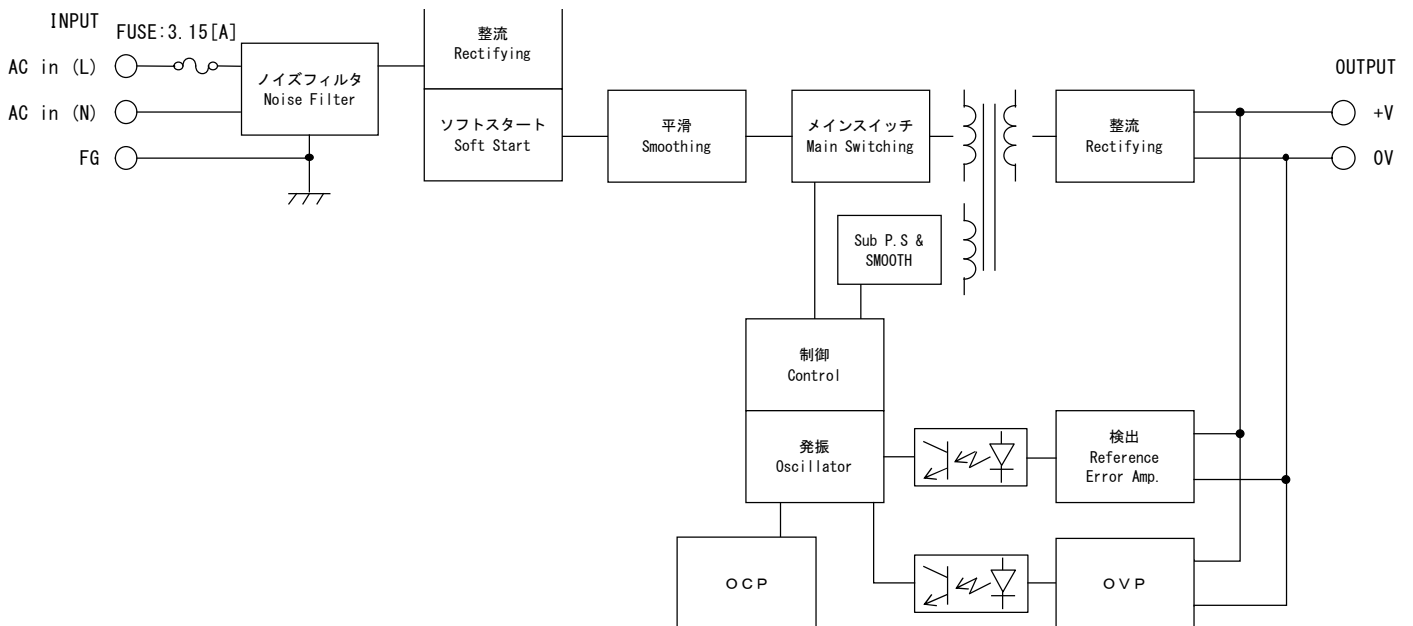 INPUT
FUSE:3.15[A]
AC in (L)
AC in (N)
FG
ノイズフィルタ
Noise Filter
整流
Rectifying
ソフトスタート
Soft Start
平滑
Smoothing
メインスイッチ
Main Switching
整流
Rectifying
OUTPUT
+V
0V
Sub P.S &
SMOOTH
制御
Control
発振
Oscillator
検出
Reference
Error Amp.
OCP
OVP